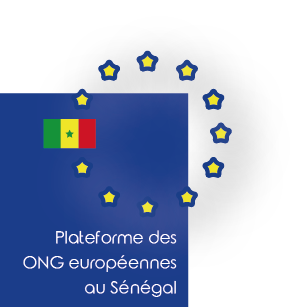 Plateforme des
ONG européennes
au Sénégal